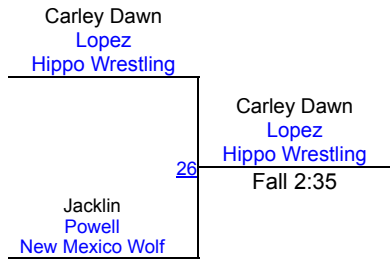 Carley Dawn
Lopez
Hippo Wrestling
Carley Dawn
Lopez
Hippo Wrestling
26
Fall 2:35
Jacklin
Powell
New Mexico Wolf